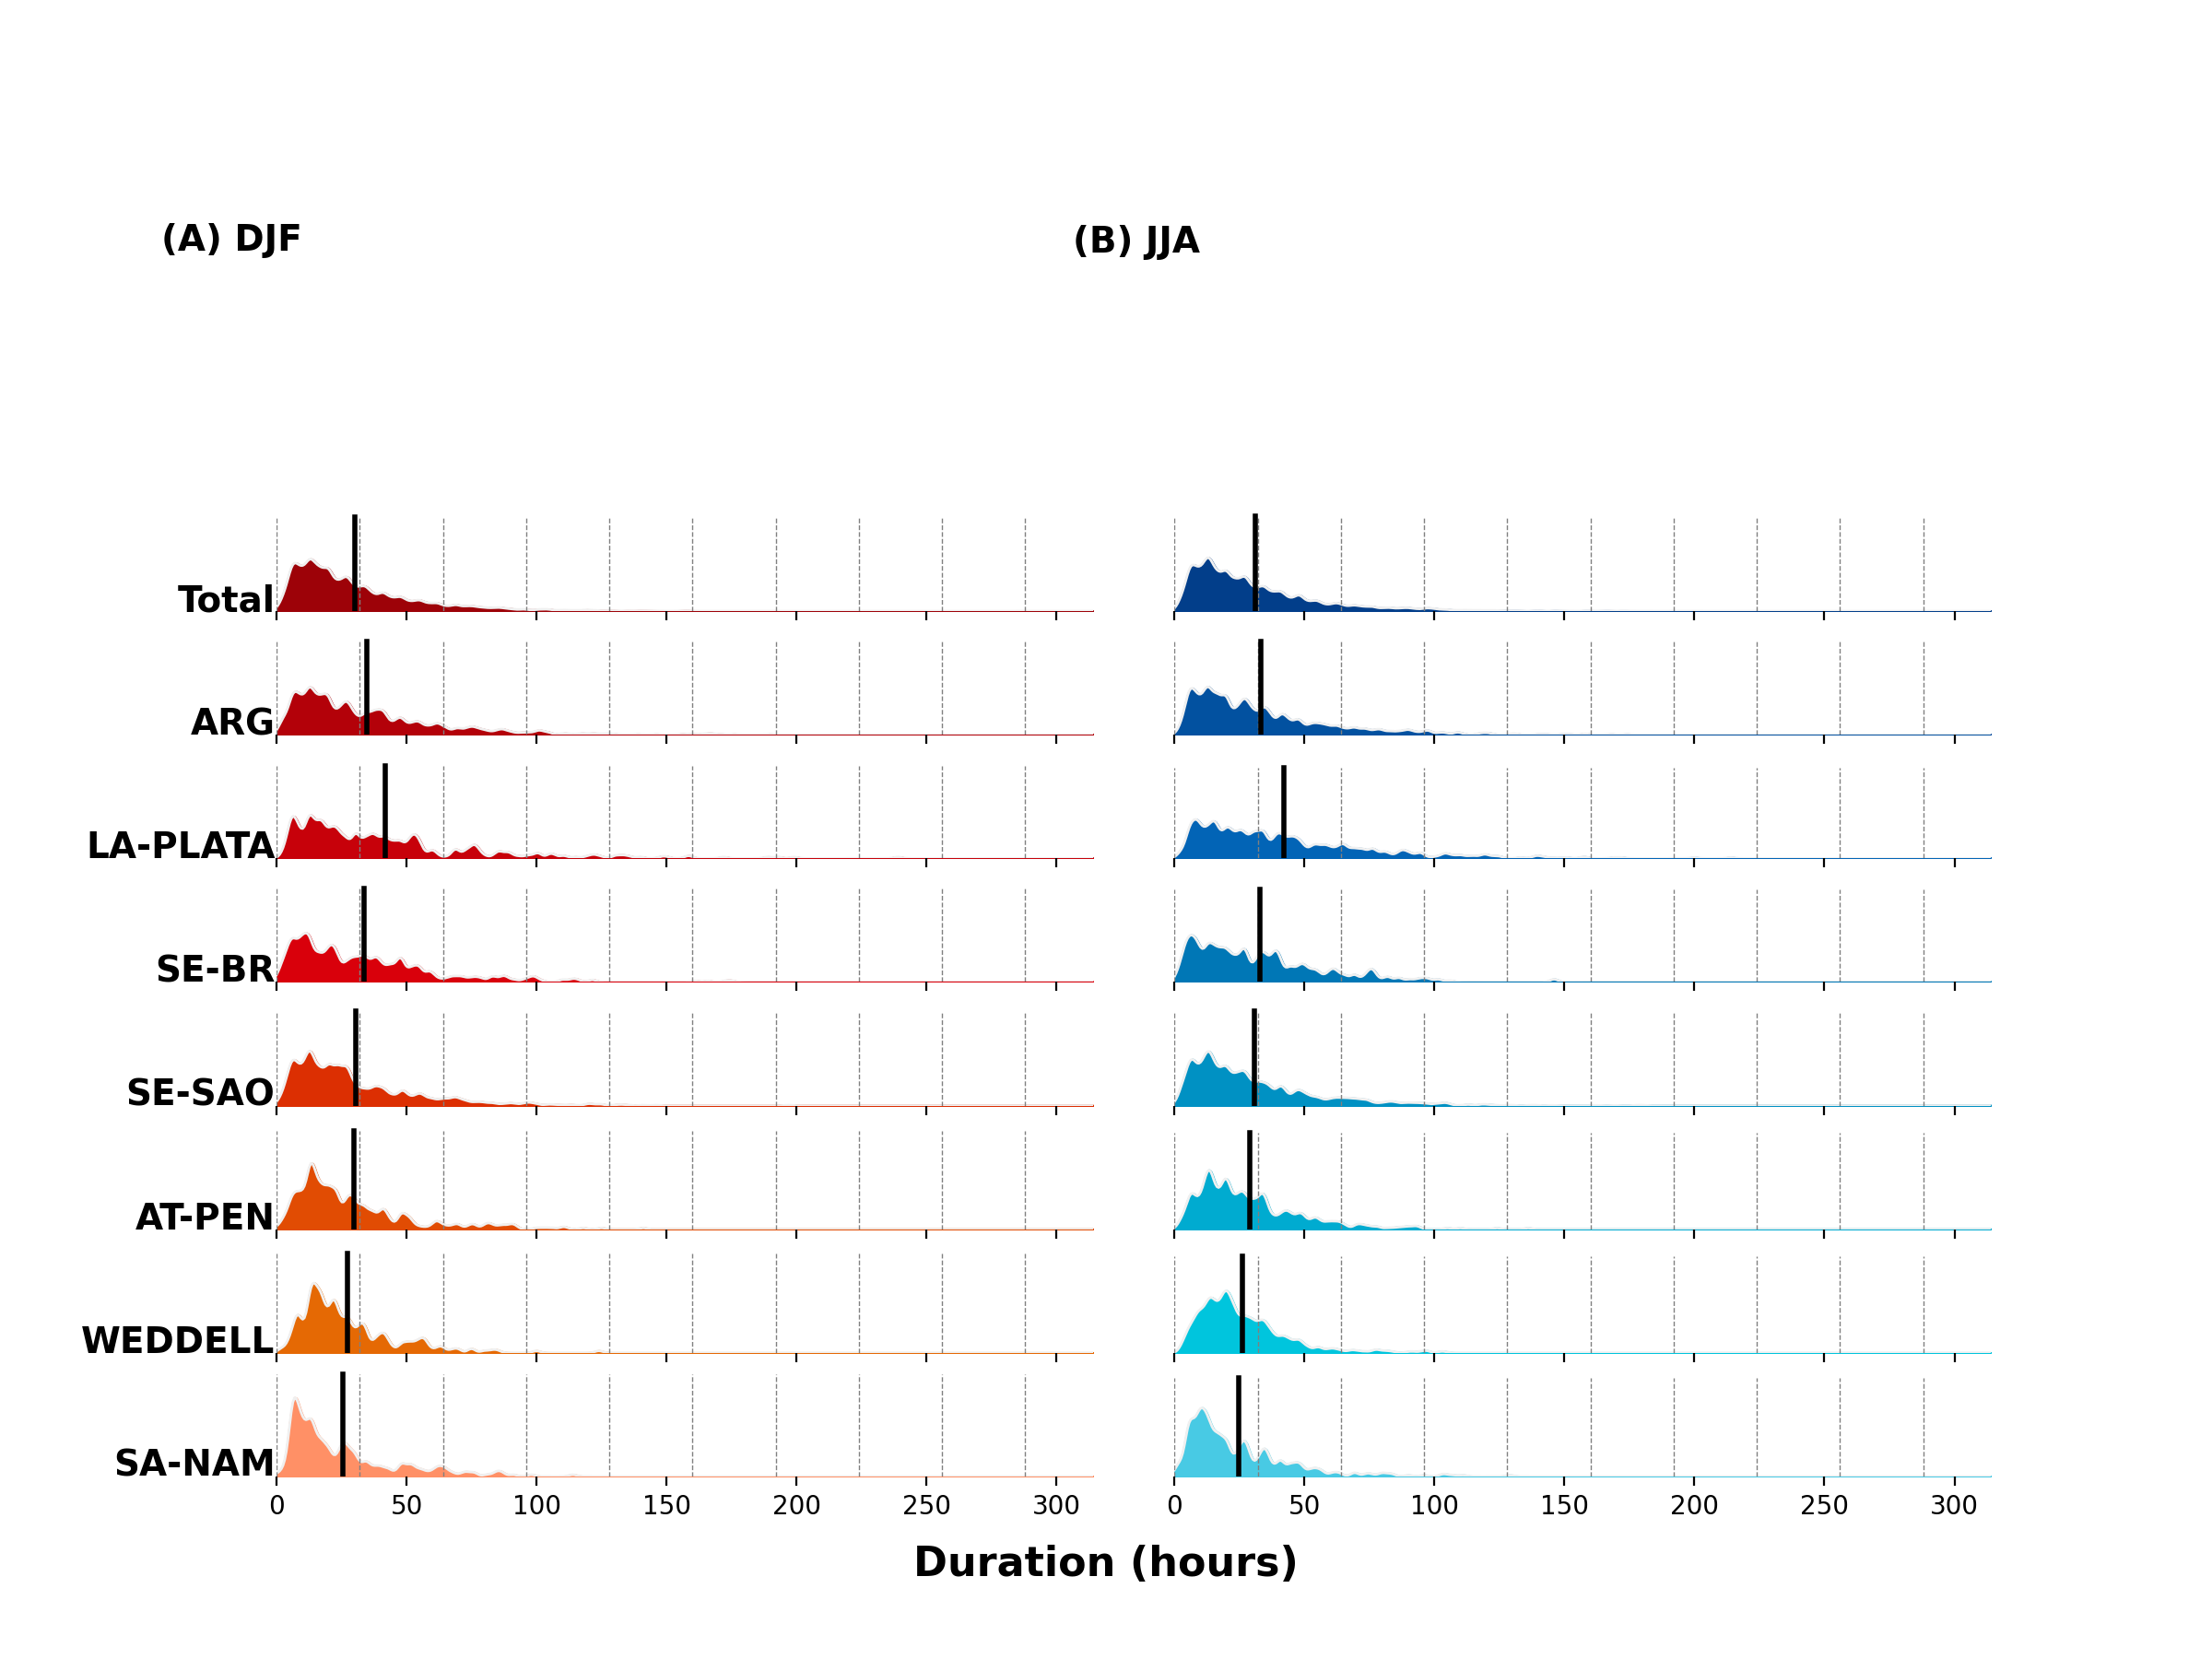 (A) DJF
(B) JJA
Total
ARG
LA-PLATA
SE-BR
SE-SAO
AT-PEN
WEDDELL
SA-NAM
0 50 100 150 200 250 300
0 50 100 150 200 250 300
Duration (hours)